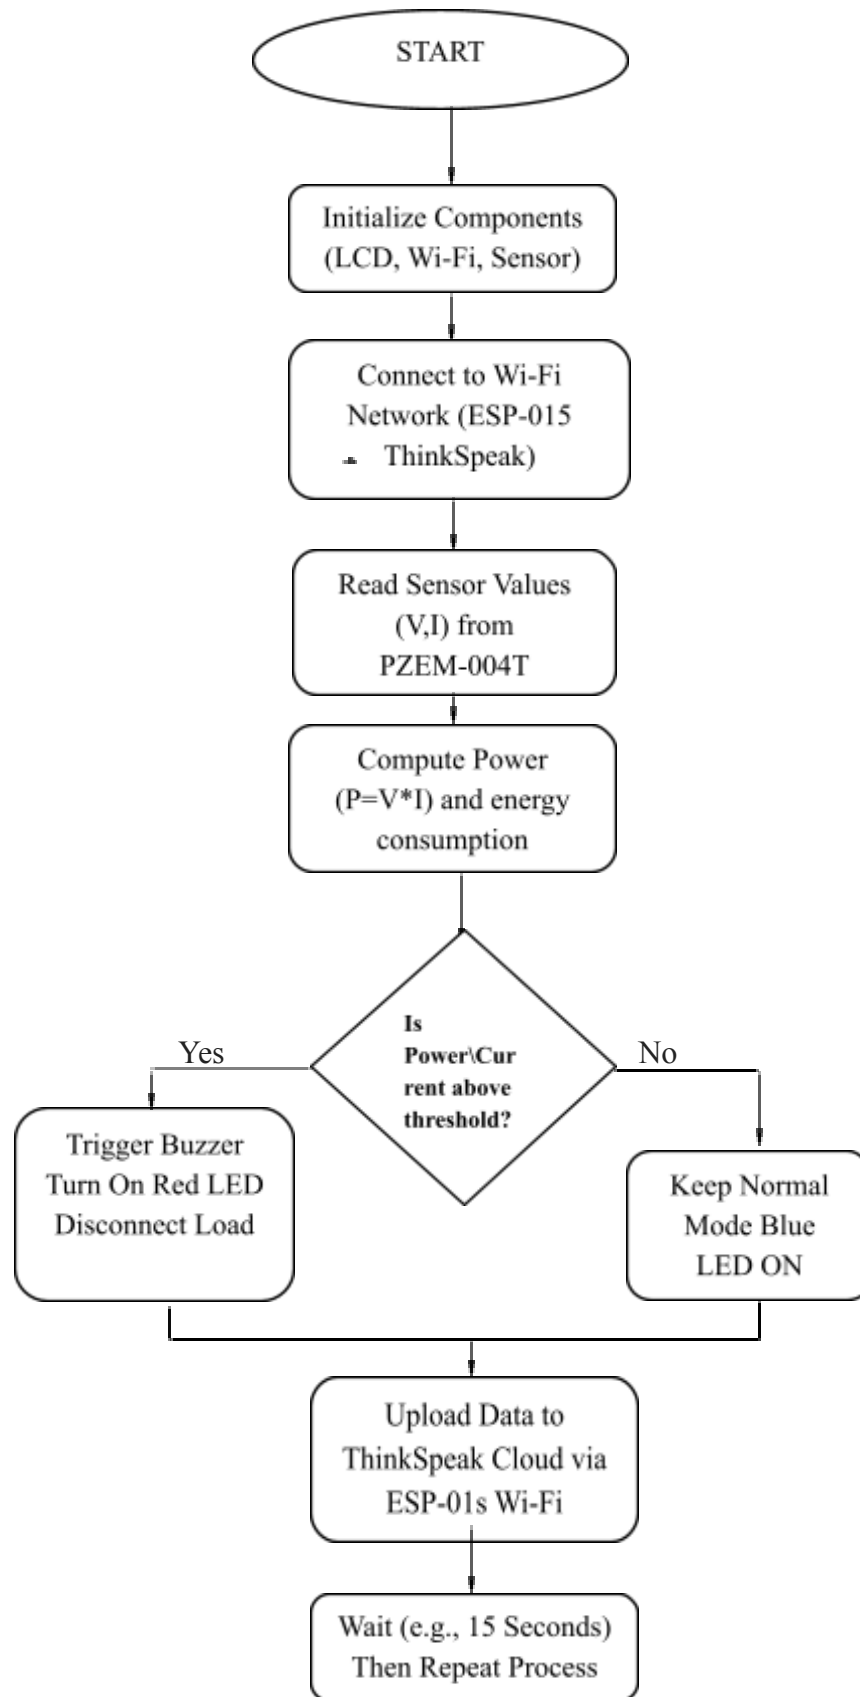 START
Initialize Components
(LCD, Wi-Fi, Sensor)
Connect to Wi-Fi
Network (ESP-015
ThinkSpeak)
Read Sensor Values
(V,I) from
PZEM-004T
Compute Power
(P=V*I) and energy
consumption
Is
Power\Cur
rent above
threshold?
Yes
No
Trigger Buzzer
Turn On Red LED
Disconnect Load
Keep Normal
Mode Blue
LED ON
Upload Data to
ThinkSpeak Cloud via
ESP-01s Wi-Fi
Wait (e.g., 15 Seconds)
Then Repeat Process